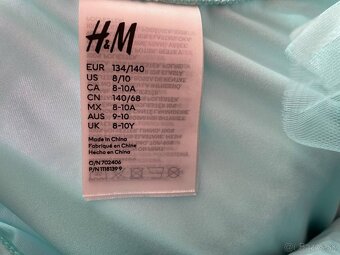 H&M
EUR 134/140
US 8/10
CA 8-10A
CN 140/68
MX 8-10A
AUS 9-10
UK 8-10Y
Made in China
Fabriqué en Chine
Hecho en China
O/N 702406
P/N 1118139 9